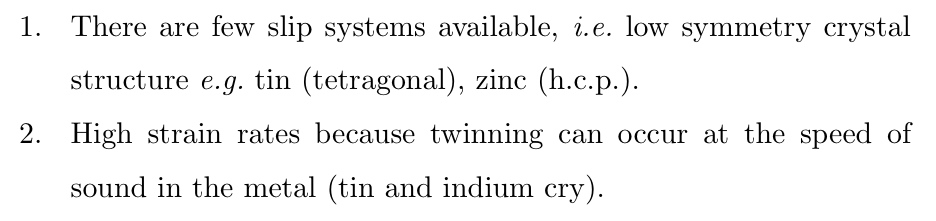 1. There are few slip systems available, i.e. low symmetry crystal
structure e.g. tin (tetragonal), zinc (h.c.p.).
2. High strain rates because twinning can occur at the speed of
sound in the metal (tin and indium cry).